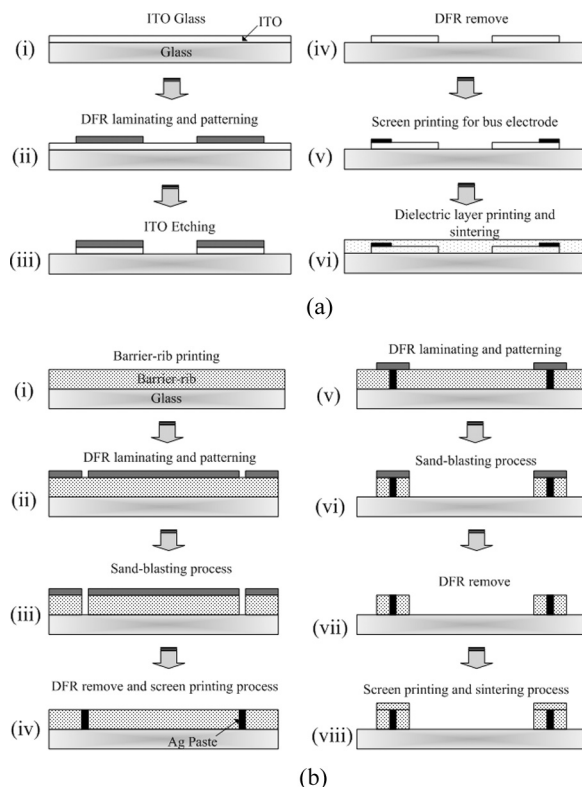 ITO Glass
ITO
(i)
Glass
DFR laminating and patterning
(ii)
ITO Etching
(iii)
DFR remove
(iv)
Screen printing for bus electrode
(v)
Dielectric layer printing and
sintering
(vi)
(a)
Barrier-rib printing
(i)
Barrier-rib
Glass
DFR laminating and patterning
(ii)
Sand-blasting process
(iii)
DFR remove and screen printing process
(iv)
Ag Paste
DFR laminating and patterning
(v)
Sand-blasting process
(vi)
DFR remove
(vii)
Screen printing and sintering process
(viii)
(b)